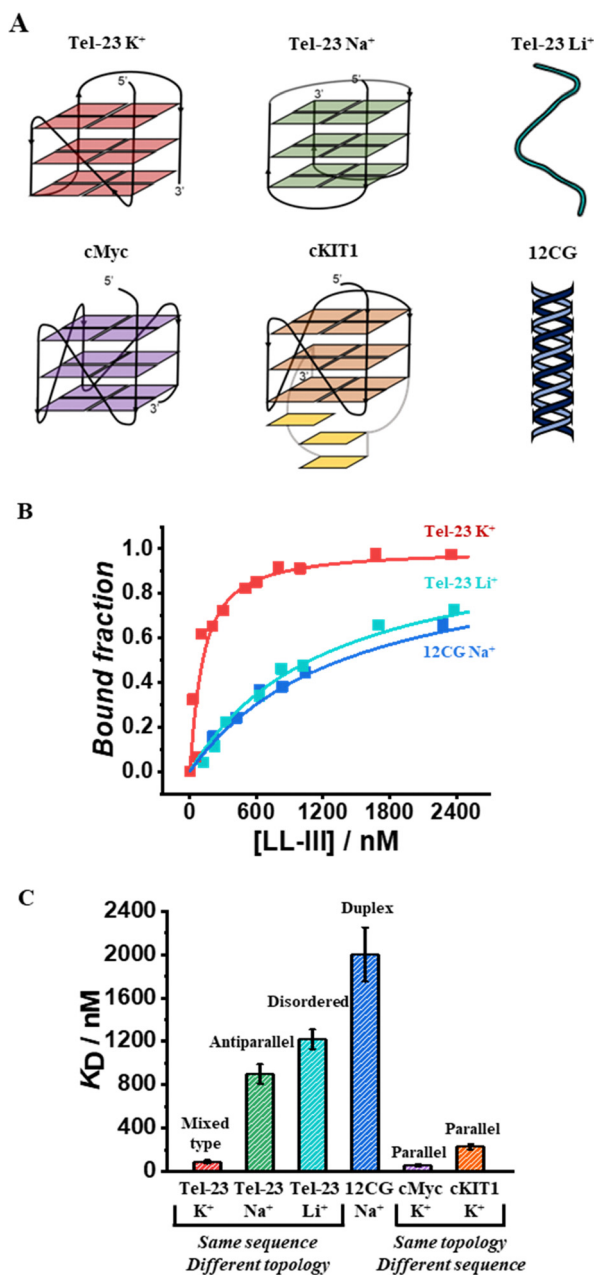 A
Tel-23 K⁺
Tel-23 Na⁺
Tel-23 Li⁺
5'
3'
3'
5'
cMyc
cKIT1
12CG
5'
3'
5'
3'
B
Bound fraction
1.0
0.8
0.6
0.4
0.2
0.0
Tel-23 K⁺
Tel-23 Li⁺
12CG Na⁺
0 600 1200 1800 2400
[LL-III] / nM
C
K_D / nM
2400
2000
1600
1200
800
400
0
Duplex
Disordered
Antiparallel
Mixed type
Parallel
Parallel
Tel-23 Tel-23 Tel-23 12CG cMyc cKIT1
K⁺ Na⁺ Li⁺ Na⁺ K⁺ K⁺
Same sequence
Different topology
Same topology
Different sequence